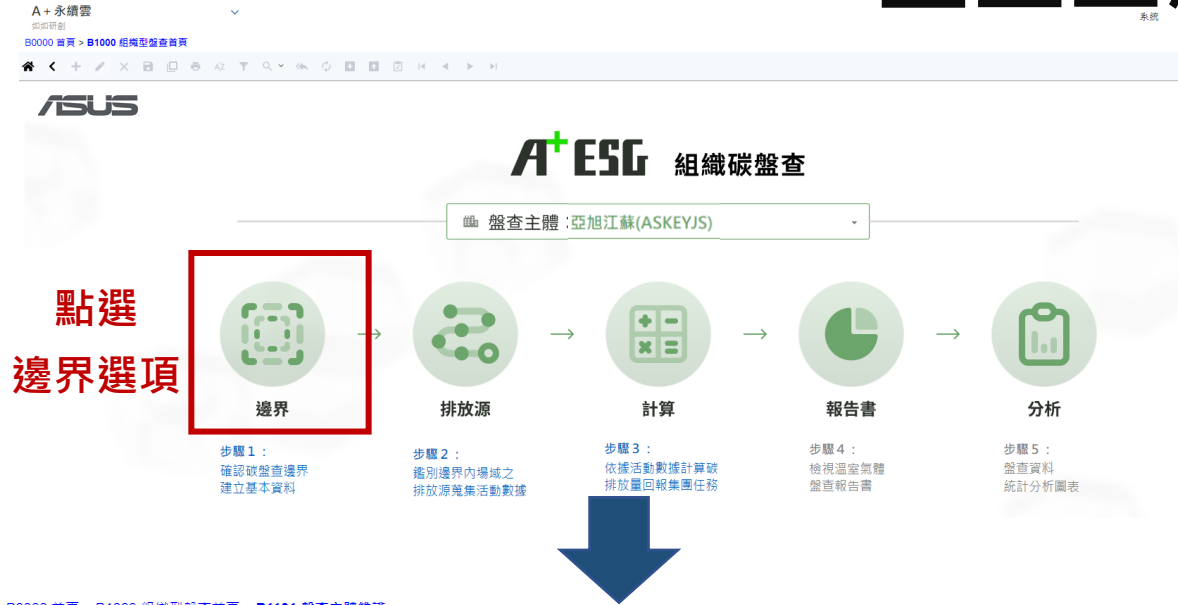 A + 永續雲
如如研創
系統
B0000 首頁 > B1000 組織型盤查首頁
ASUS
A+ESG 組織碳盤查
盤查主體：亞旭江蘇(ASKEYJS)
點選
邊界選項
邊界
排放源
計算
報告書
分析
步驟1：
確認碳盤查邊界
建立基本資料
步驟2：
鑑別邊界內場域之
排放源蒐集活動數據
步驟3：
依據活動數據計算碳
排放量回報集團任務
步驟4：
檢視溫室氣體
盤查報告書
步驟5：
盤查資料
統計分析圖表